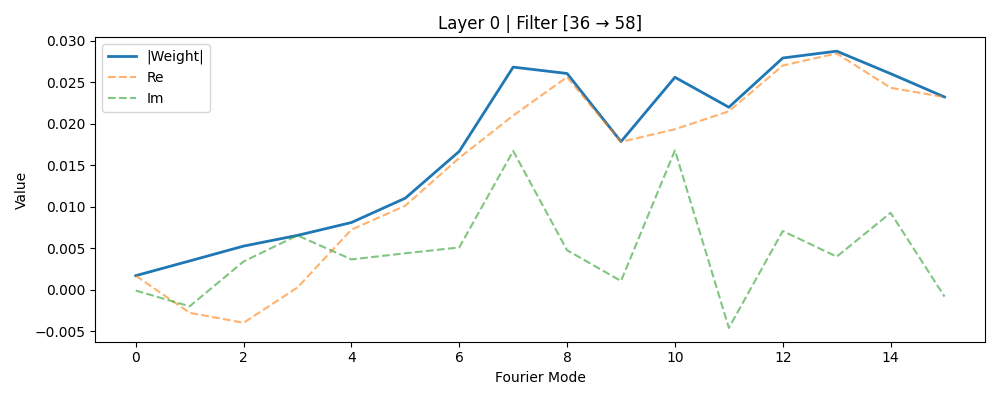 Layer 0 | Filter [36 → 58]
|Weight|
Re
Im
Value
0.030
0.025
0.020
0.015
0.010
0.005
0.000
−0.005
0 2 4 6 8 10 12 14
Fourier Mode